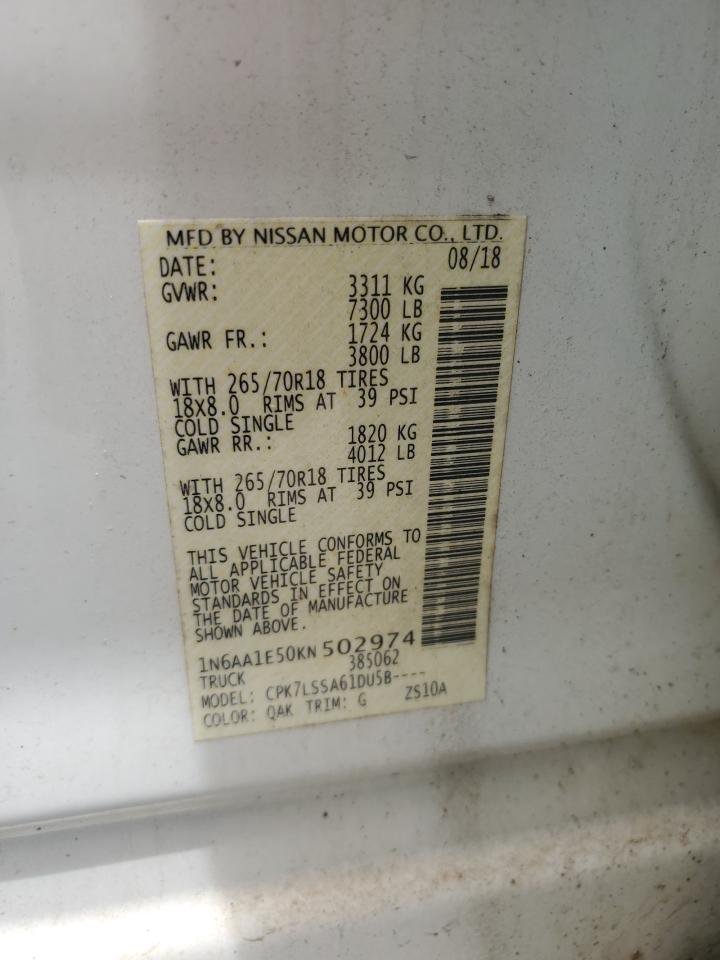 MFD BY NISSAN MOTOR CO., LTD.
DATE: 08/18
GVWR: 3311 KG
7300 LB
GAWR FR.: 1724 KG
3800 LB
WITH 265/70R18 TIRES
18X8.0 RIMS AT 39 PSI
COLD SINGLE
GAWR RR.: 1820 KG
4012 LB
WITH 265/70R18 TIRES
18X8.0 RIMS AT 39 PSI
COLD SINGLE
THIS VEHICLE CONFORMS TO
ALL APPLICABLE FEDERAL
MOTOR VEHICLE SAFETY
STANDARDS IN EFFECT ON
THE DATE OF MANUFACTURE
SHOWN ABOVE.
1N6AA1E50KN502974
TRUCK 385062
MODEL: CPK7LSSA61DU5B----
COLOR: QAK TRIM: G ZS10A